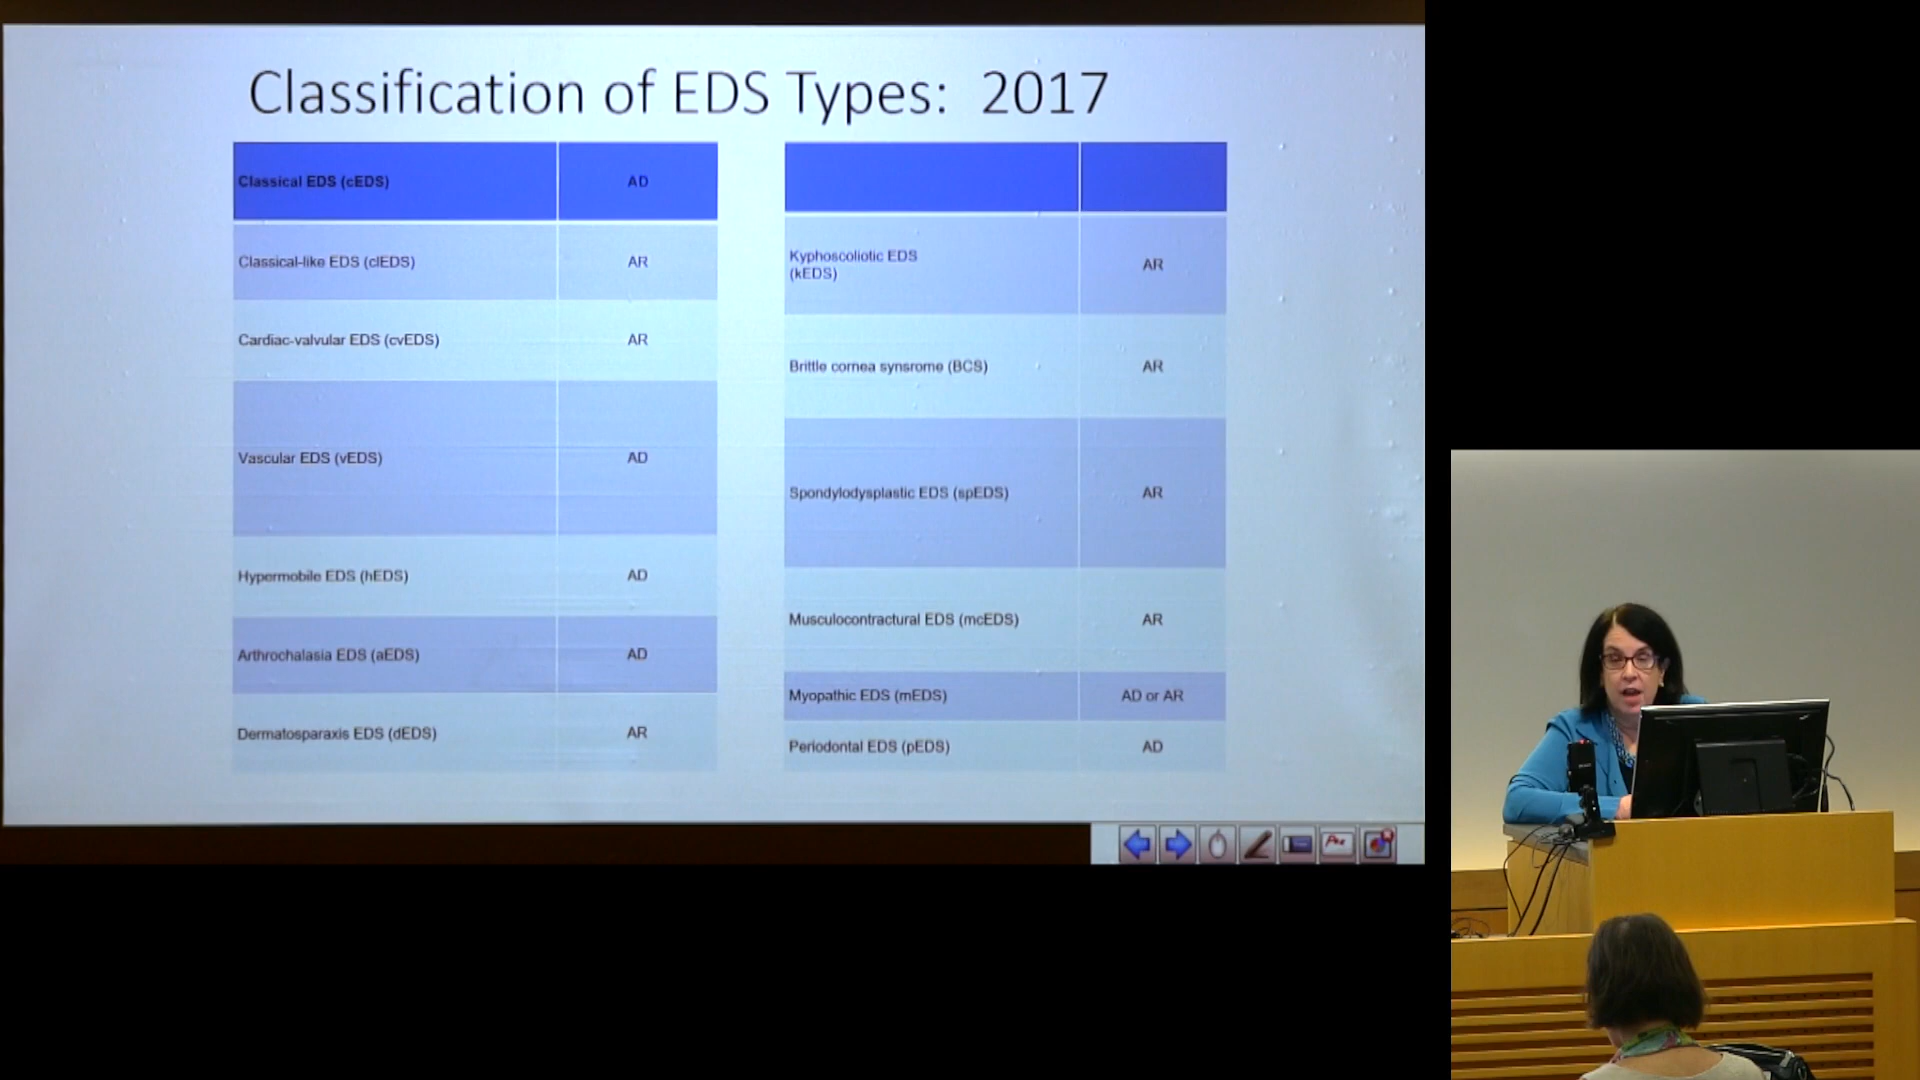 Classification of EDS Types: 2017
Classical EDS (cEDS) AD
Classical-like EDS (clEDS) AR
Cardiac-valvular EDS (cvEDS) AR
Vascular EDS (vEDS) AD
Hypermobile EDS (hEDS) AD
Arthrochalasia EDS (aEDS) AD
Dermatosparaxis EDS (dEDS) AR
Kyphoscoliotic EDS
(kEDS) AR
Brittle cornea synsrome (BCS) AR
Spondylodysplastic EDS (spEDS) AR
Musculocontractural EDS (mcEDS) AR
Myopathic EDS (mEDS) AD or AR
Periodontal EDS (pEDS) AD